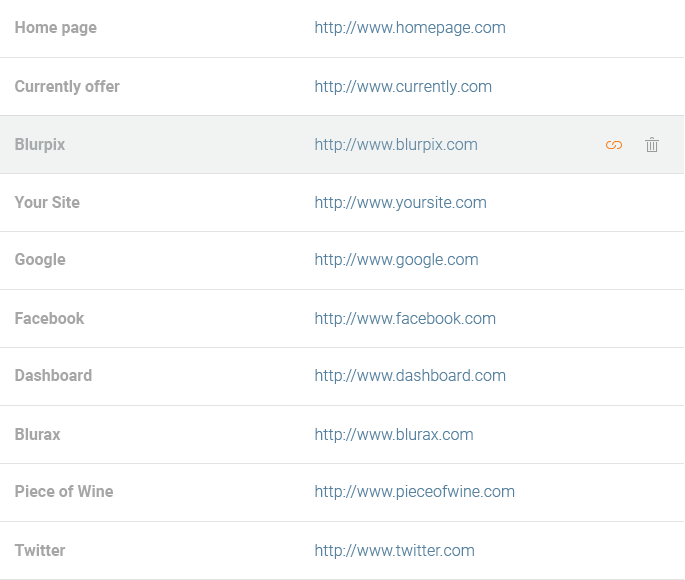 Home page http://www.homepage.com
Currently offer http://www.currently.com
Blurpix http://www.blurpix.com
Your Site http://www.yoursite.com
Google http://www.google.com
Facebook http://www.facebook.com
Dashboard http://www.dashboard.com
Blurax http://www.blurax.com
Piece of Wine http://www.pieceofwine.com
Twitter http://www.twitter.com